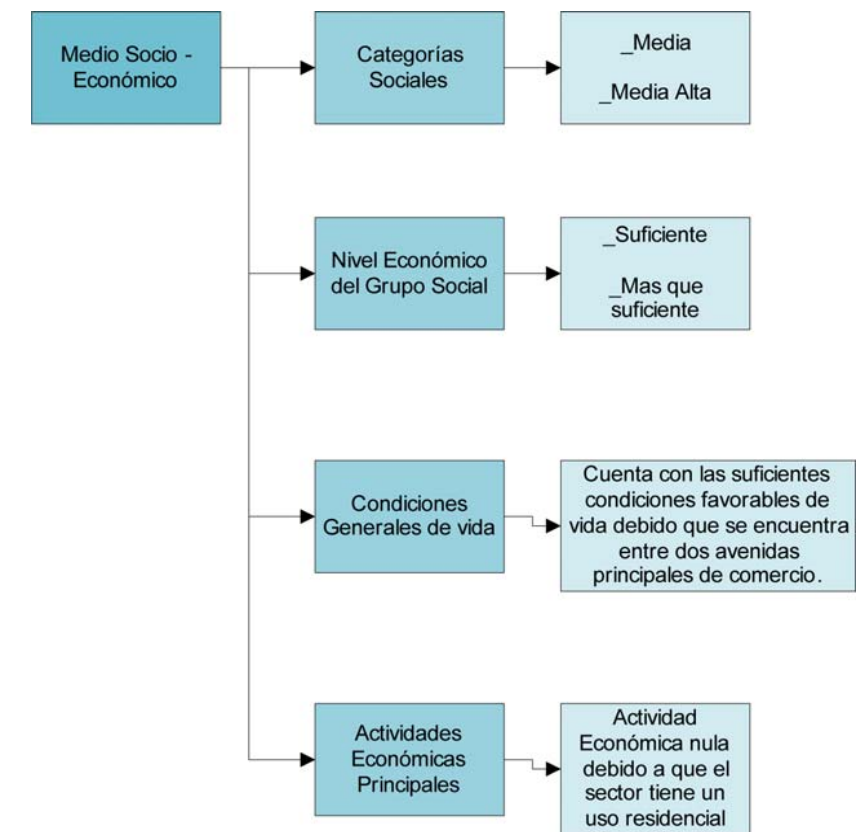 Medio Socio -
Económico
Categorías
Sociales
_Media
_Media Alta
Nivel Económico
del Grupo Social
_Suficiente
_Mas que
suficiente
Condiciones
Generales de vida
Cuenta con las suficientes
condiciones favorables de
vida debido que se encuentra
entre dos avenidas
principales de comercio.
Actividades
Económicas
Principales
Actividad
Económica nula
debido a que el
sector tiene un
uso residencial